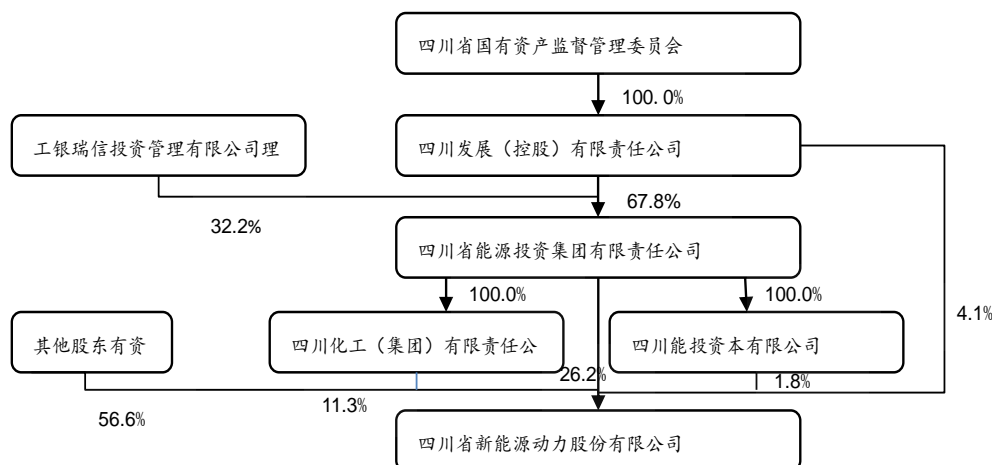 四川省国有资产监督管理委员会
100.0%
工银瑞信投资管理有限公司理
四川发展（控股）有限责任公司
32.2%
67.8%
四川省能源投资集团有限责任公司
100.0%
100.0%
4.1%
其他股东有资
四川化工（集团）有限责任公
四川能投资本有限公司
26.2%
1.8%
56.6%
11.3%
四川省新能源动力股份有限公司